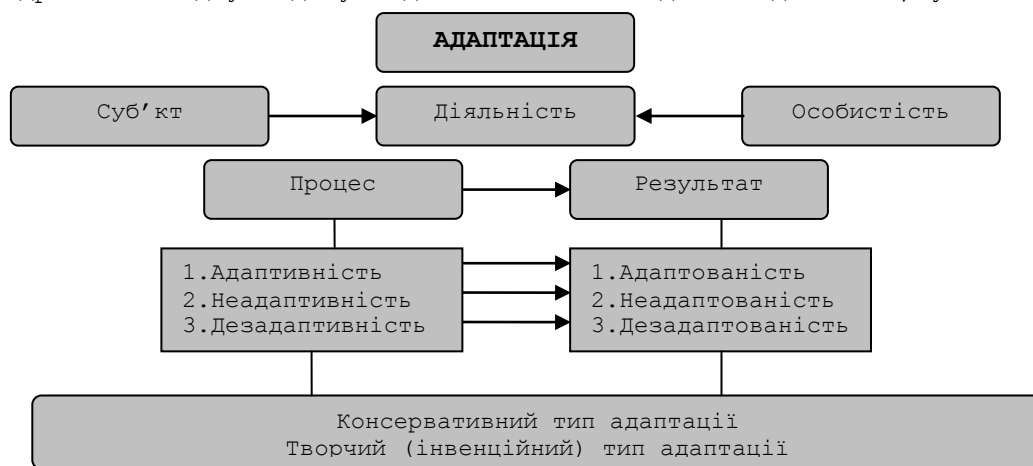 АДАПТАЦІЯ
Суб’кт
Діяльність
Особистість
Процес
Результат
1.Адаптивність
2.Неадаптивність
3.Дезадаптивність
1.Адаптованість
2.Неадаптованість
3.Дезадаптованість
Консервативний тип адаптації
Творчий (інвенційний) тип адаптації